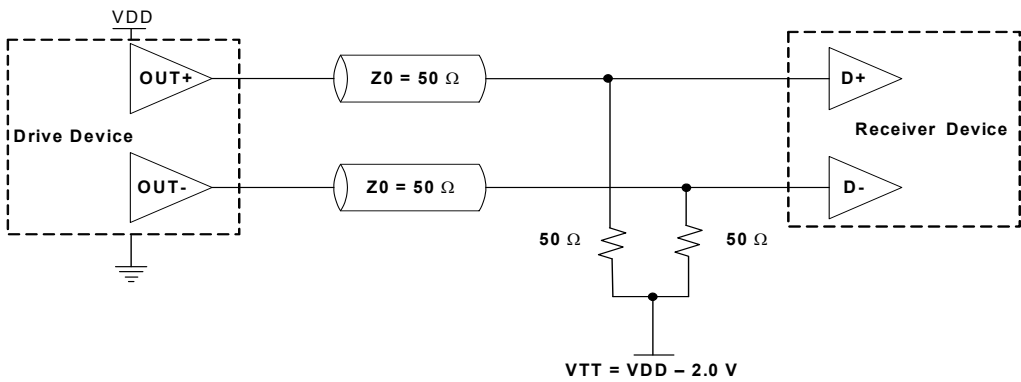 VDD
OUT+
Z0 = 50 Ω
D+
Drive Device
Receiver Device
OUT-
Z0 = 50 Ω
D-
50 Ω
50 Ω
VTT = VDD – 2.0 V